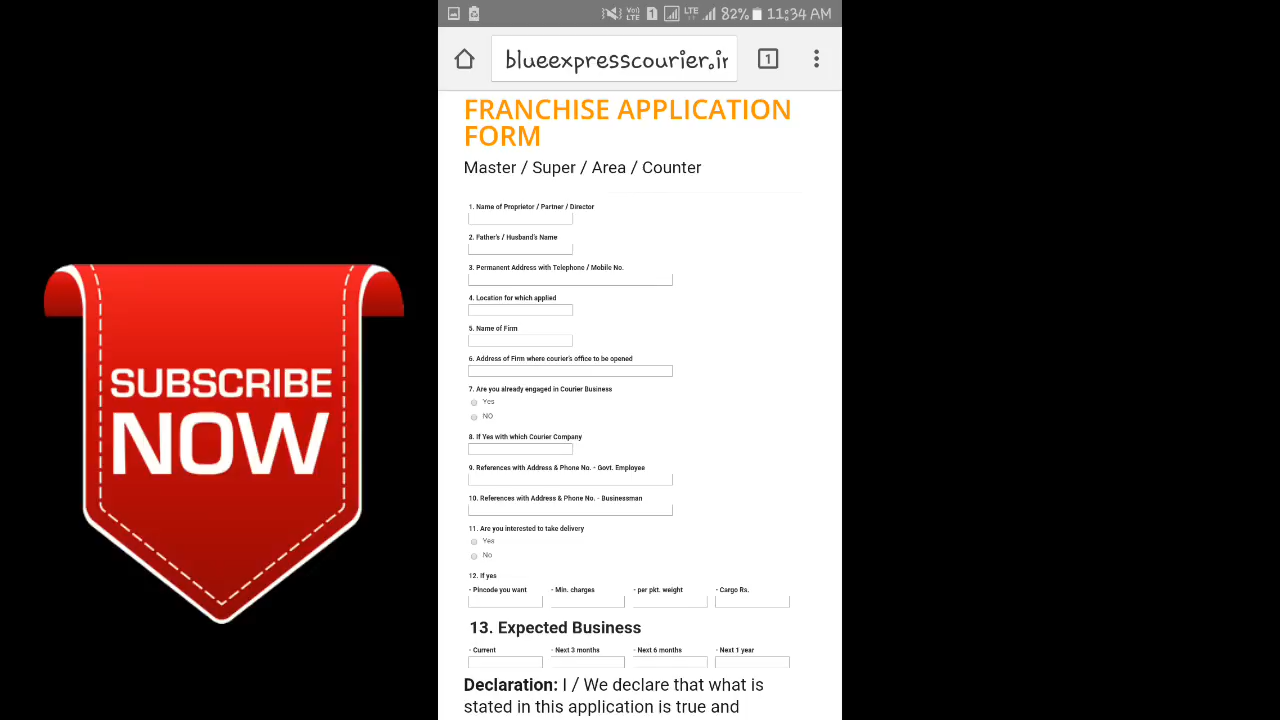 SUBSCRIBE
NOW
VoI)
LTE
1
LTE
82%
11:34 AM
blueexpresscourier.ir
1
FRANCHISE APPLICATION
FORM
Master / Super / Area / Counter
1. Name of Proprietor / Partner / Director
2. Father's / Husband's Name
3. Permanent Address with Telephone / Mobile No.
4. Location for which applied
5. Name of Firm
6. Address of Firm where courier's office to be opened
7. Are you already engaged in Courier Business
Yes
NO
8. If Yes with which Courier Company
9. References with Address & Phone No. - Govt. Employee
10. References with Address & Phone No. - Businessman
11. Are you interested to take delivery
Yes
No
12. If yes
- Pincode you want - Min. charges - per pkt. weight - Cargo Rs.
13. Expected Business
- Current - Next 3 months - Next 6 months - Next 1 year
Declaration: I / We declare that what is
stated in this application is true and